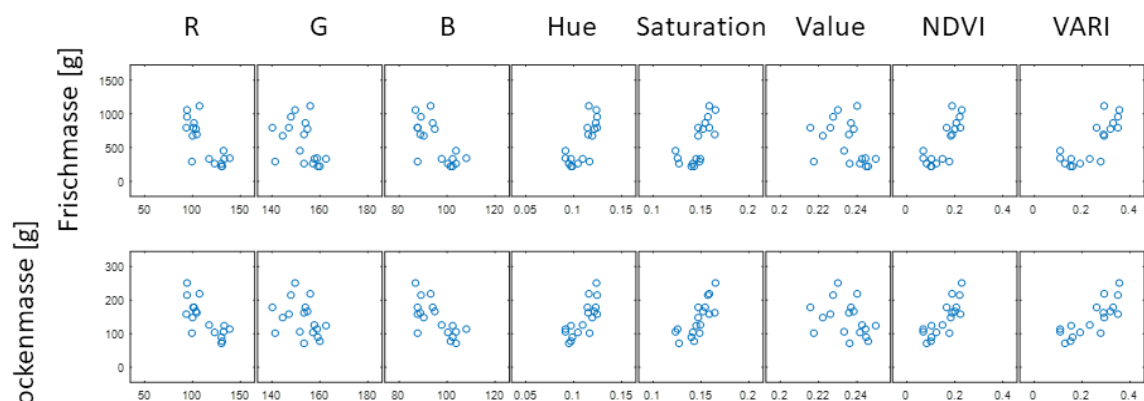 R G B Hue Saturation Value NDVI VARI
Frischmasse [g]
1500
1000
500
0
50 100 150 140 160 180 80 100 120 0.05 0.1 0.15 0.1 0.15 0.2 0.2 0.22 0.24 0 0.2 0.4 0 0.2 0.4
ockenmasse [g]
300
200
100
0
50 100 150 140 160 180 80 100 120 0.05 0.1 0.15 0.1 0.15 0.2 0.2 0.22 0.24 0 0.2 0.4 0 0.2 0.4